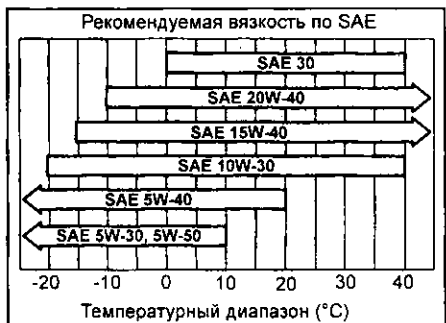 Рекомендуемая вязкость по SAE
SAE 30
SAE 20W-40
SAE 15W-40
SAE 10W-30
SAE 5W-40
SAE 5W-30, 5W-50
-20 -10 0 10 20 30 40
Температурный диапазон (°C)